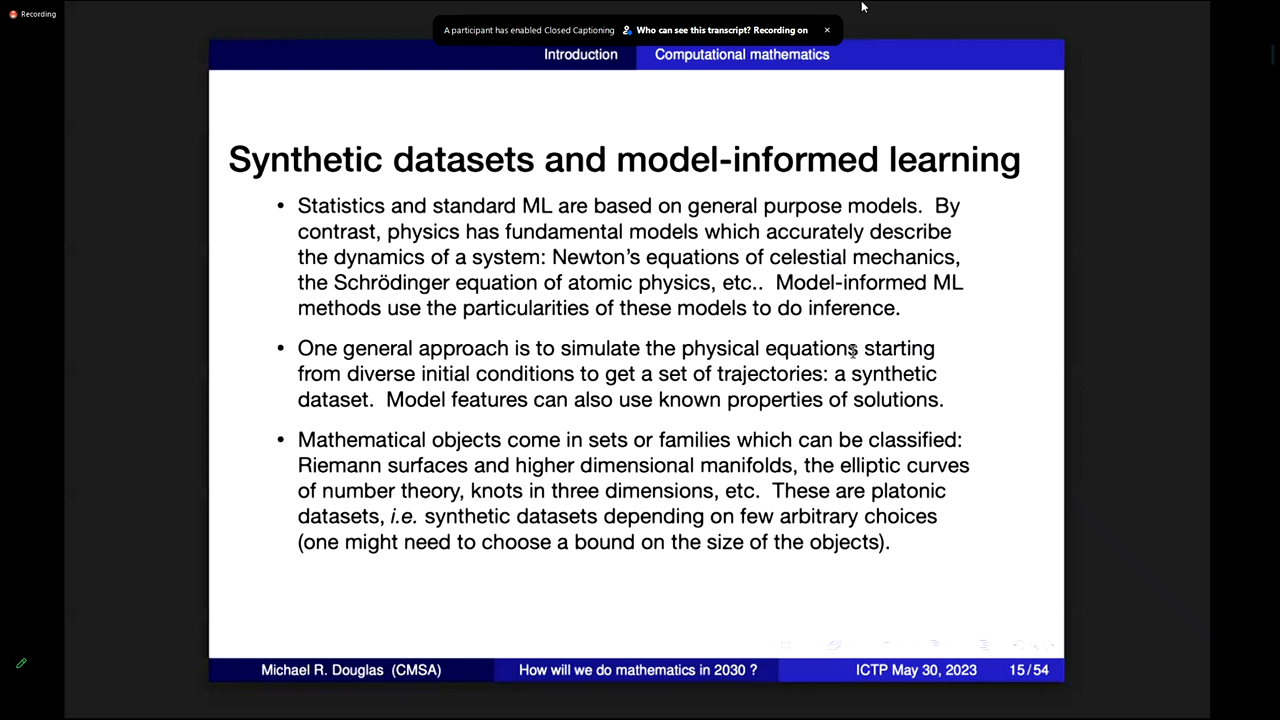 Recording
A participant has enabled Closed Captioning Who can see this transcript? Recording on ×
Introduction Computational mathematics
Synthetic datasets and model-informed learning
• Statistics and standard ML are based on general purpose models. By
contrast, physics has fundamental models which accurately describe
the dynamics of a system: Newton's equations of celestial mechanics,
the Schrödinger equation of atomic physics, etc.. Model-informed ML
methods use the particularities of these models to do inference.
• One general approach is to simulate the physical equations starting
from diverse initial conditions to get a set of trajectories: a synthetic
dataset. Model features can also use known properties of solutions.
• Mathematical objects come in sets or families which can be classified:
Riemann surfaces and higher dimensional manifolds, the elliptic curves
of number theory, knots in three dimensions, etc. These are platonic
datasets, i.e. synthetic datasets depending on few arbitrary choices
(one might need to choose a bound on the size of the objects).
Michael R. Douglas (CMSA) How will we do mathematics in 2030 ? ICTP May 30, 2023 15/54